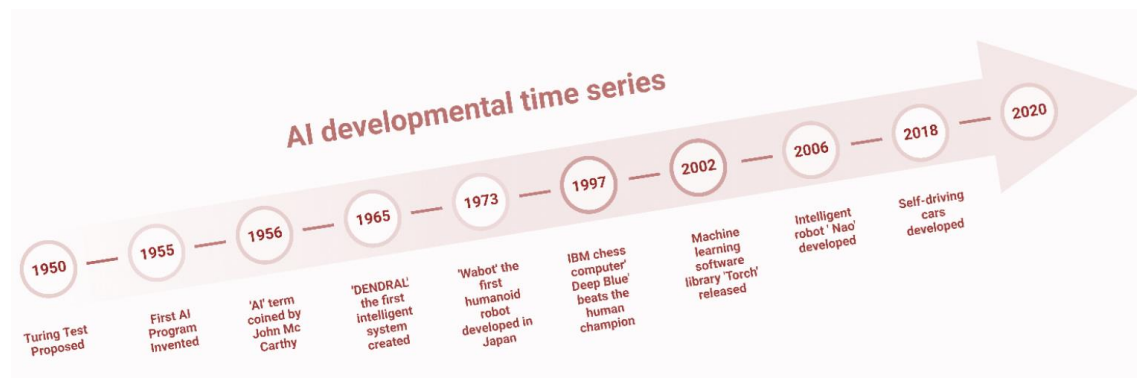 AI developmental time series
1950
Turing Test
Proposed
1955
First AI
Program
Invented
1956
'AI' term
coined by
John Mc
Carthy
1965
'DENDRAL'
the first
intelligent
system
created
1973
'Wabot' the
first
humanoid
robot
developed in
Japan
1997
IBM chess
computer'
Deep Blue'
beats the
human
champion
2002
Machine
learning
software
library 'Torch'
released
2006
Intelligent
robot ' Nao'
developed
2018
Self-driving
cars
developed
2020